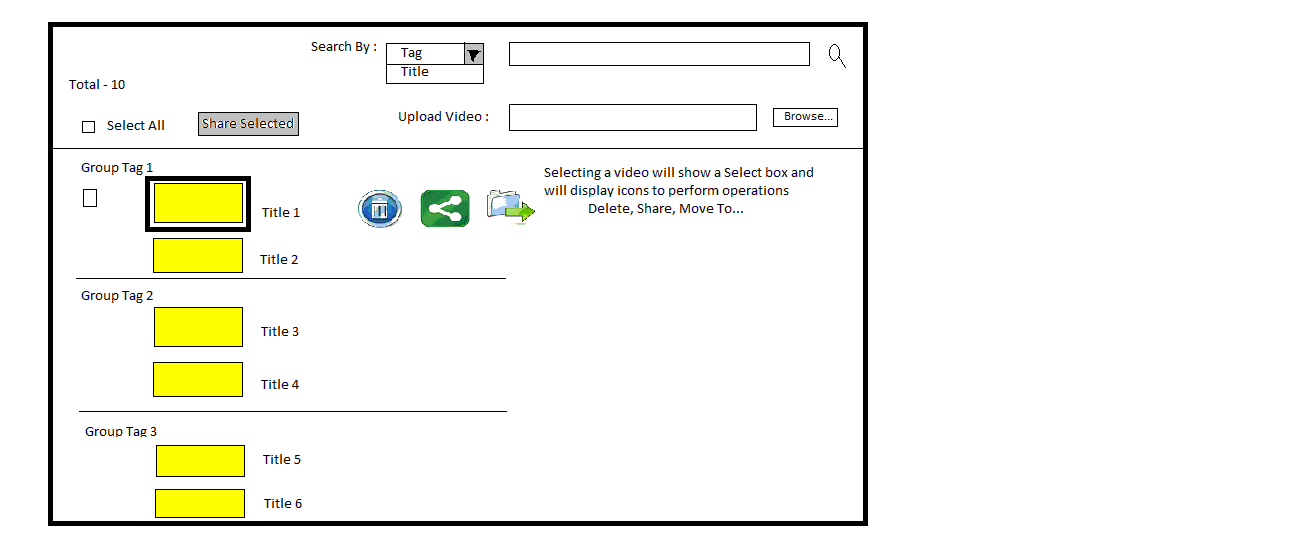 Search By :
Tag
Title
Total - 10
Select All
Share Selected
Upload Video :
Browse...
Group Tag 1
Title 1
Selecting a video will show a Select box and
will display icons to perform operations
Delete, Share, Move To...
Title 2
Group Tag 2
Title 3
Title 4
Group Tag 3
Title 5
Title 6